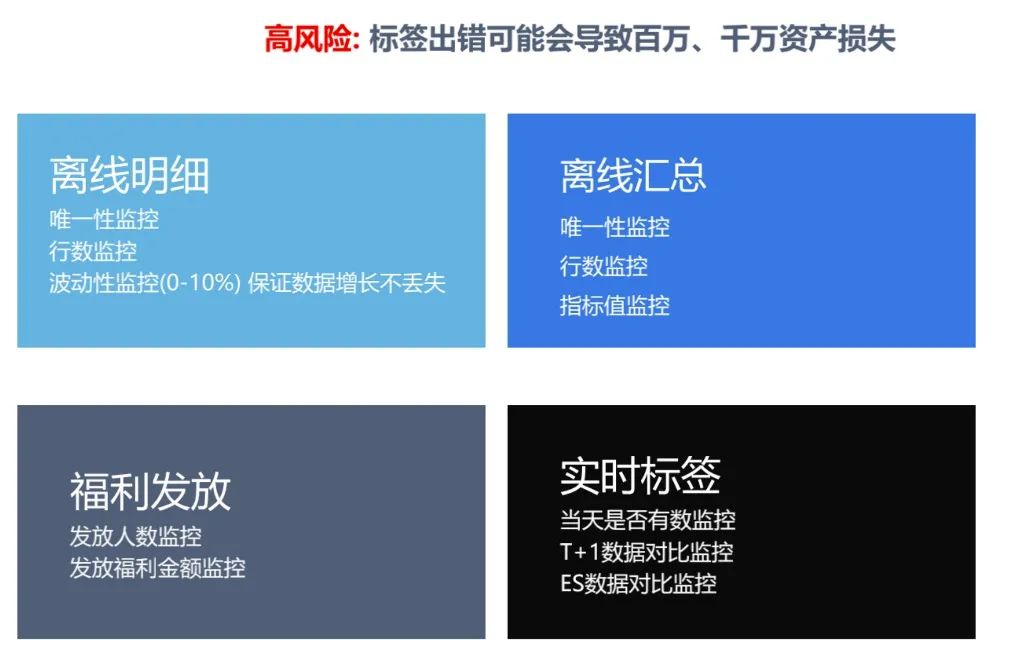 高风险: 标签出错可能会导致百万、千万资产损失
离线明细
唯一性监控
行数监控
波动性监控(0-10%) 保证数据增长不丢失
离线汇总
唯一性监控
行数监控
指标值监控
福利发放
发放人数监控
发放福利金额监控
实时标签
当天是否有数监控
T+1数据对比监控
ES数据对比监控